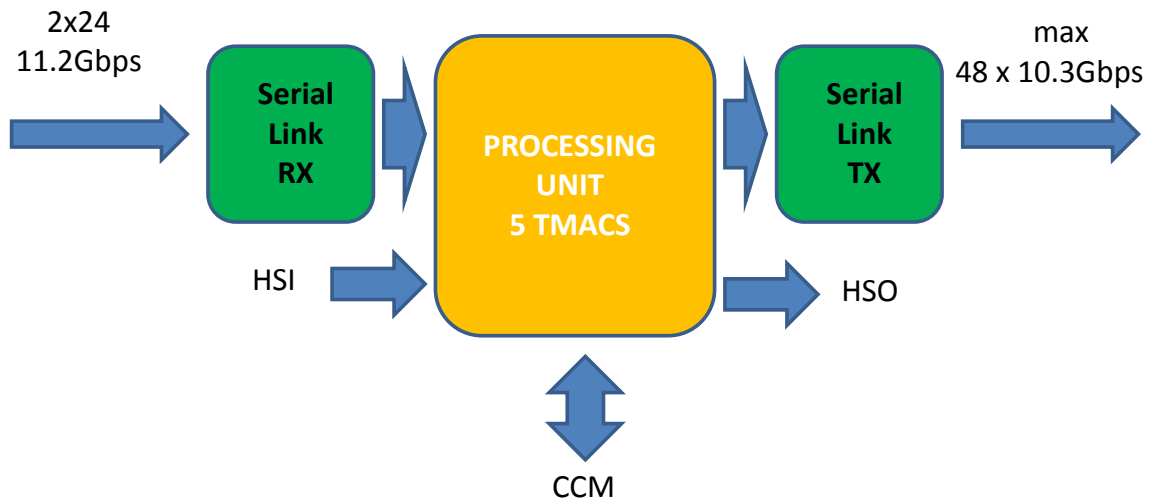 2x24
11.2Gbps
Serial
Link
RX
PROCESSING
UNIT
5 TMACS
Serial
Link
TX
max
48 x 10.3Gbps
HSI
HSO
CCM